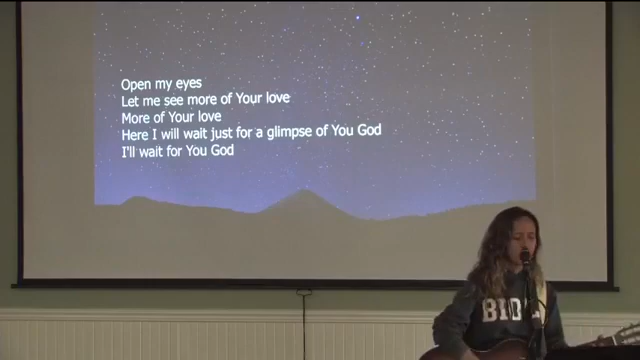 Open my eyes
Let me see more of Your love
More of Your love
Here I will wait just for a glimpse of You God
I'll wait for You God